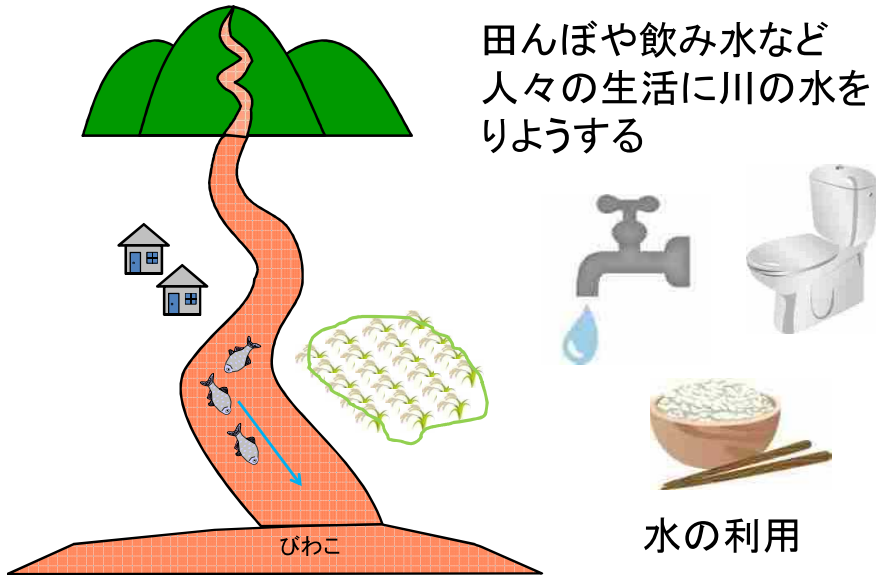 田んぼや飲み水など
人々の生活に川の水を
りようする
びわこ
水の利用